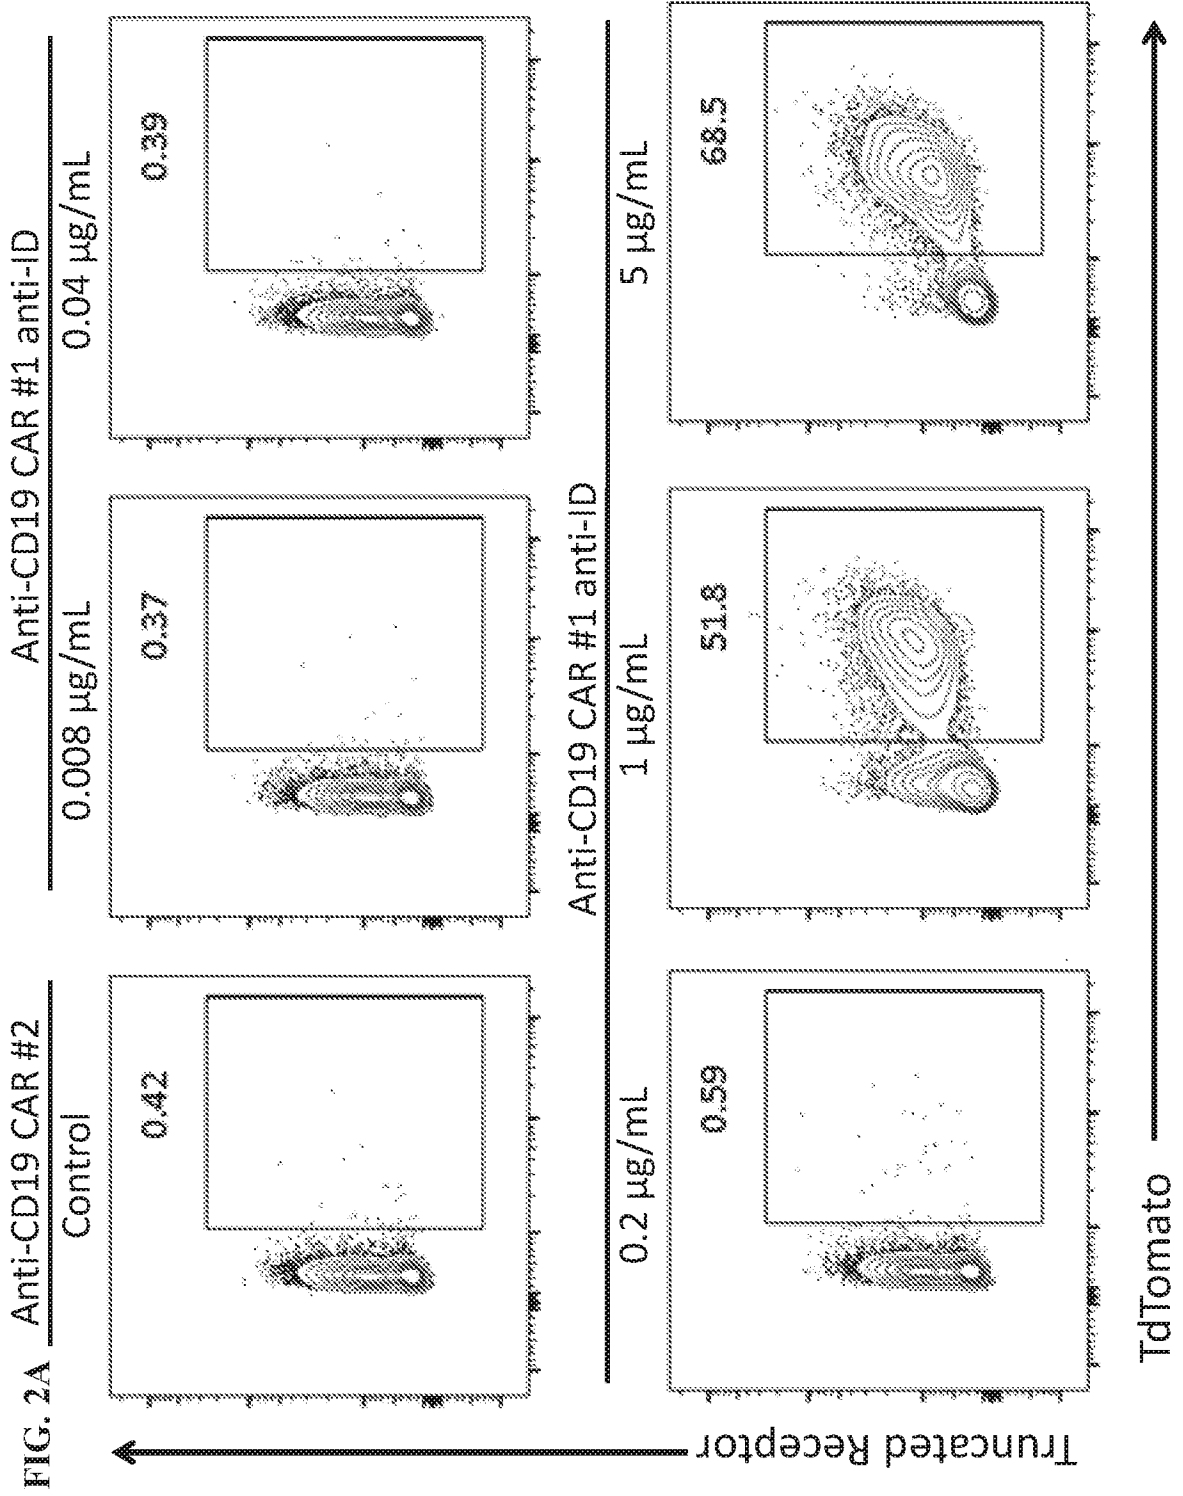 FIG. 2A
Anti-CD19 CAR #2
Anti-CD19 CAR #1 anti-ID
Control
0.008 µg/mL
0.04 µg/mL
0.42
0.37
0.39
Anti-CD19 CAR #1 anti-ID
0.2 µg/mL
1 µg/mL
5 µg/mL
0.59
51.8
68.5
Truncated Receptor
TdTomato